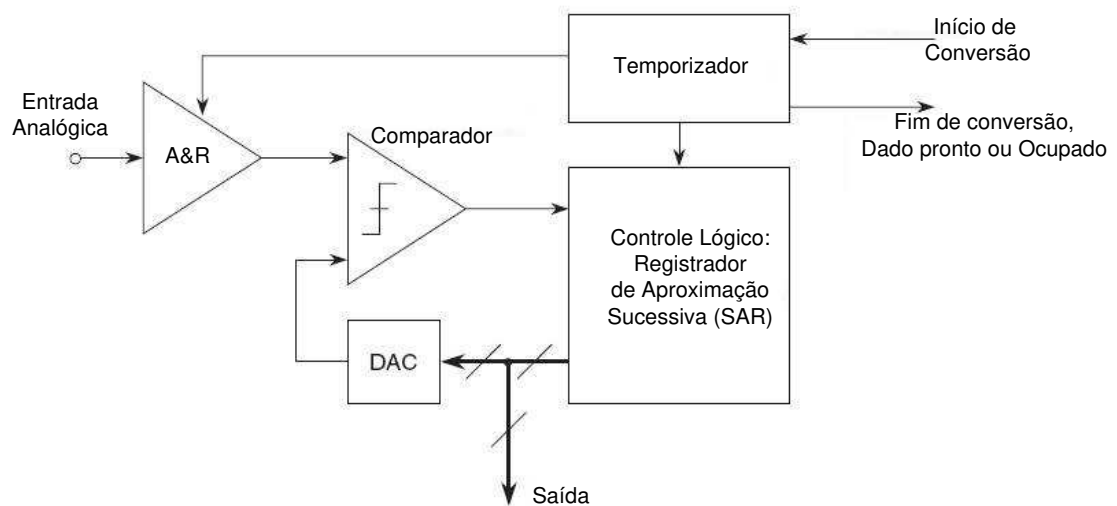 Início de
Conversão
Temporizador
Entrada
Analógica
Comparador
Fim de conversão,
Dado pronto ou Ocupado
A&R
Controle Lógico:
Registrador
de Aproximação
Sucessiva (SAR)
DAC
Saída